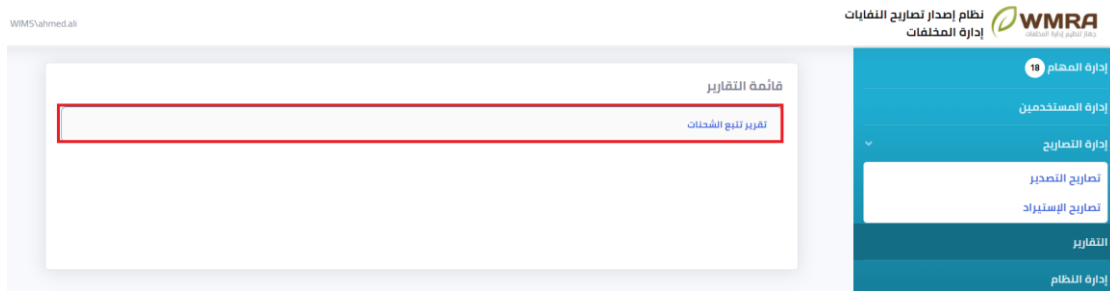 WIMS\ahmed.ali
نظام إصدار تصاريح النفايات
إدارة المخلفات
WMRA
جهاز تنظيم إدارة المخلفات
إدارة المهام 18
إدارة المستخدمين
إدارة التصاريح
تصاريح التصدير
تصاريح الإستيراد
التقارير
إدارة النظام
قائمة التقارير
تقرير تتبع الشحنات